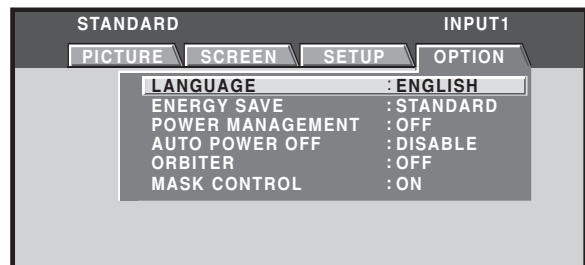 STANDARD INPUT1
PICTURE SCREEN SETUP OPTION
LANGUAGE : ENGLISH
ENERGY SAVE : STANDARD
POWER MANAGEMENT : OFF
AUTO POWER OFF : DISABLE
ORBITER : OFF
MASK CONTROL : ON